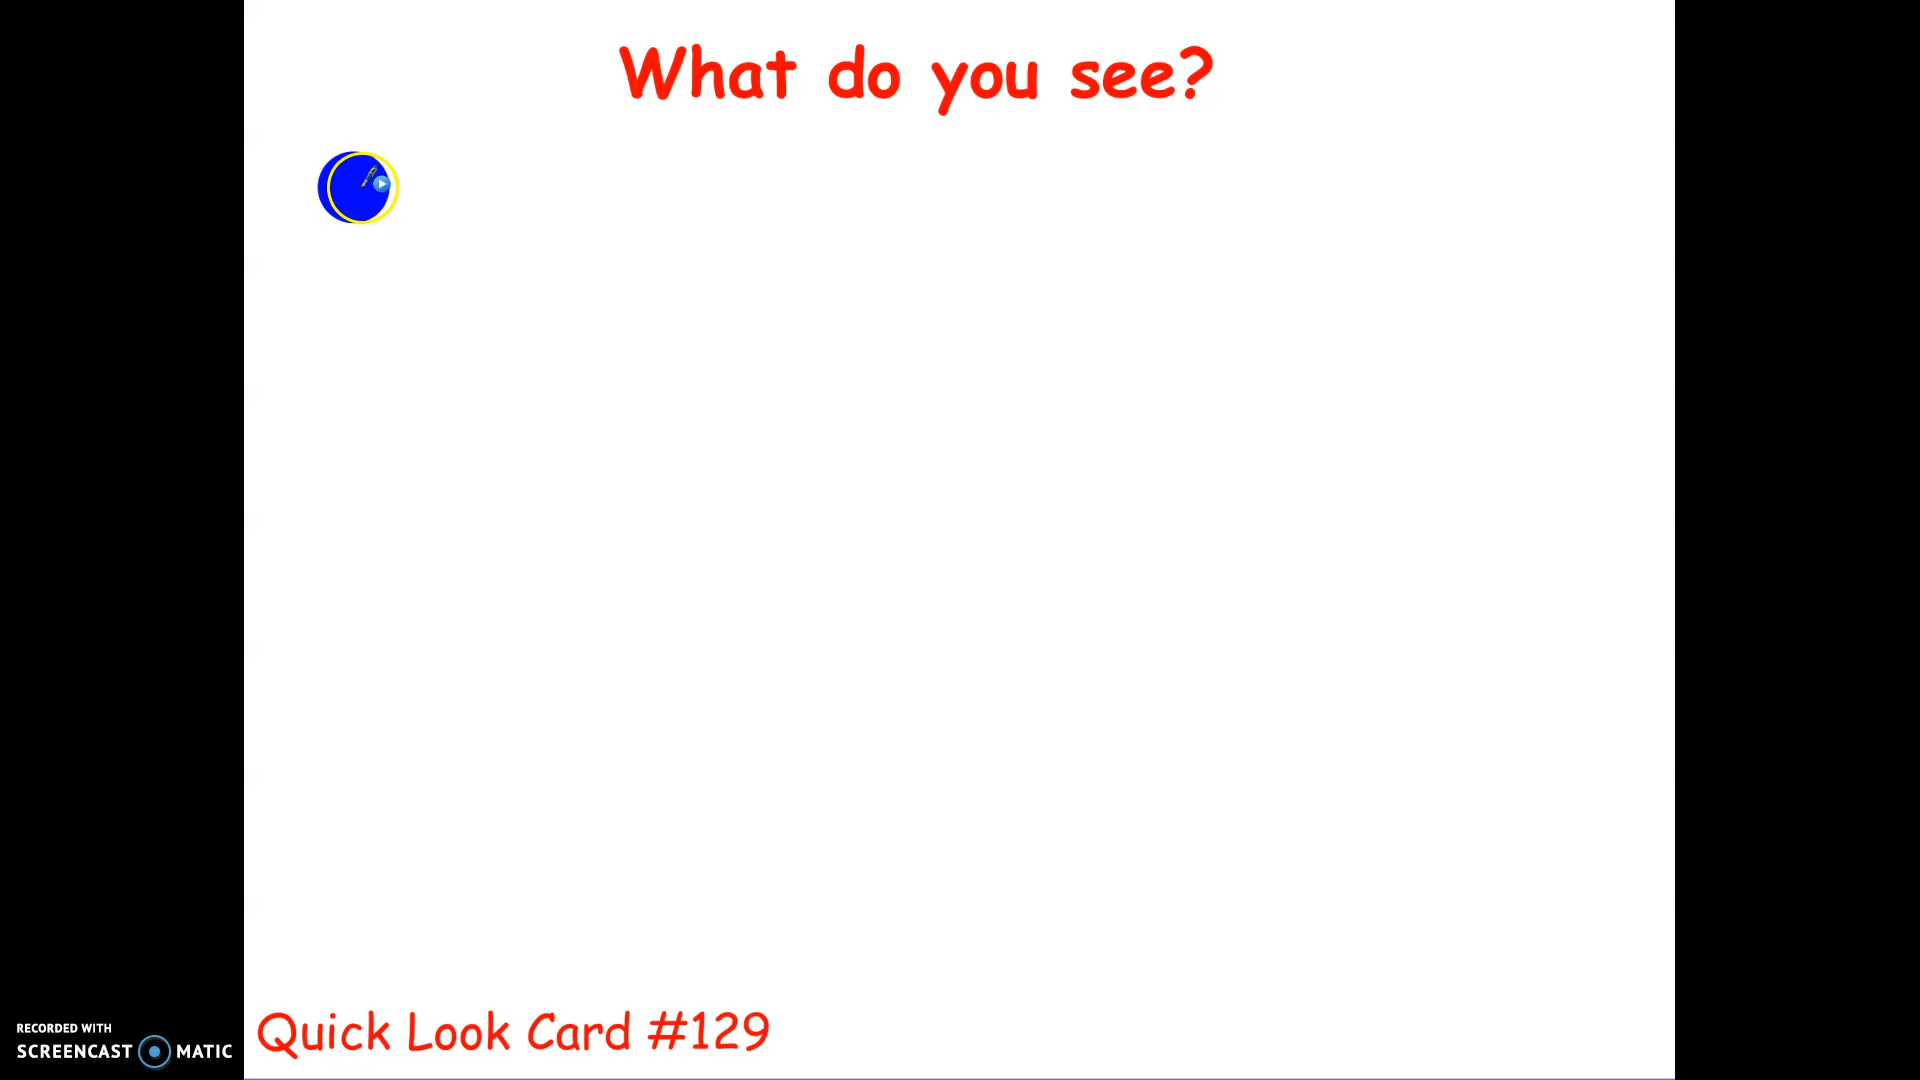 What do you see?
Quick Look Card #129
RECORDED WITH
SCREENCAST MATIC